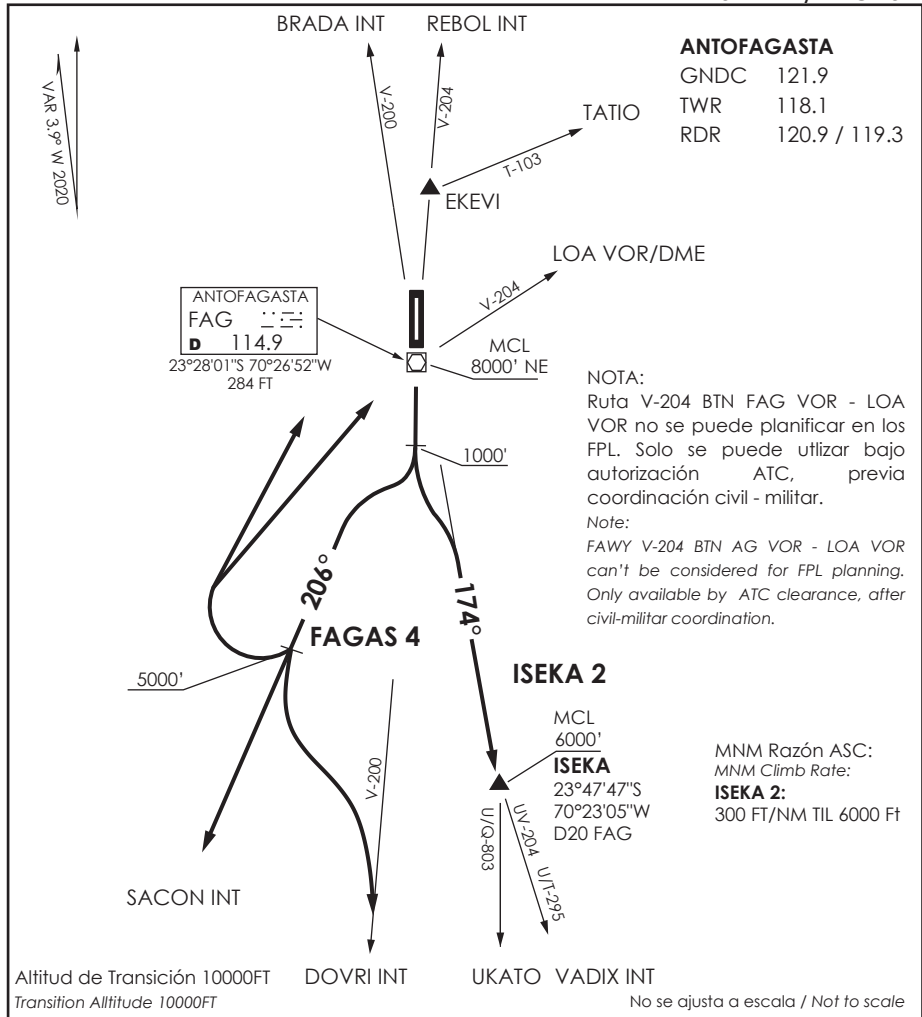 BRADA INT
REBOL INT
ANTOFAGASTA
GNDC 121.9
TWR 118.1
RDR 120.9 / 119.3
VAR 3.9° W 2020
V-200
V-204
TATIO
T-103
EKEVI
LOA VOR/DME
V-204
ANTOFAGASTA
FAG
D 114.9
23°28'01"S 70°26'52"W
284 FT
MCL
8000' NE
1000'
NOTA:
Ruta V-204 BTN FAG VOR - LOA
VOR no se puede planificar en los
FPL. Solo se puede utlizar bajo
autorización ATC, previa
coordinación civil - militar.
Note:
FAWY V-204 BTN AG VOR - LOA VOR
can't be considered for FPL planning.
Only available by ATC clearance, after
civil-military coordination.
206°
174°
FAGAS 4
5000'
ISEKA 2
V-200
MCL
6000'
ISEKA
23°47'47"S
70°23'05"W
D20 FAG
MNM Razón ASC:
MNM Climb Rate:
ISEKA 2:
300 FT/NM TIL 6000 Ft
U/Q-803
UV-204 U/T-295
SACON INT
DOVRI INT
UKATO VADIX INT
Altitud de Transición 10000FT
Transition Alltitude 10000FT
No se ajusta a escala / Not to scale